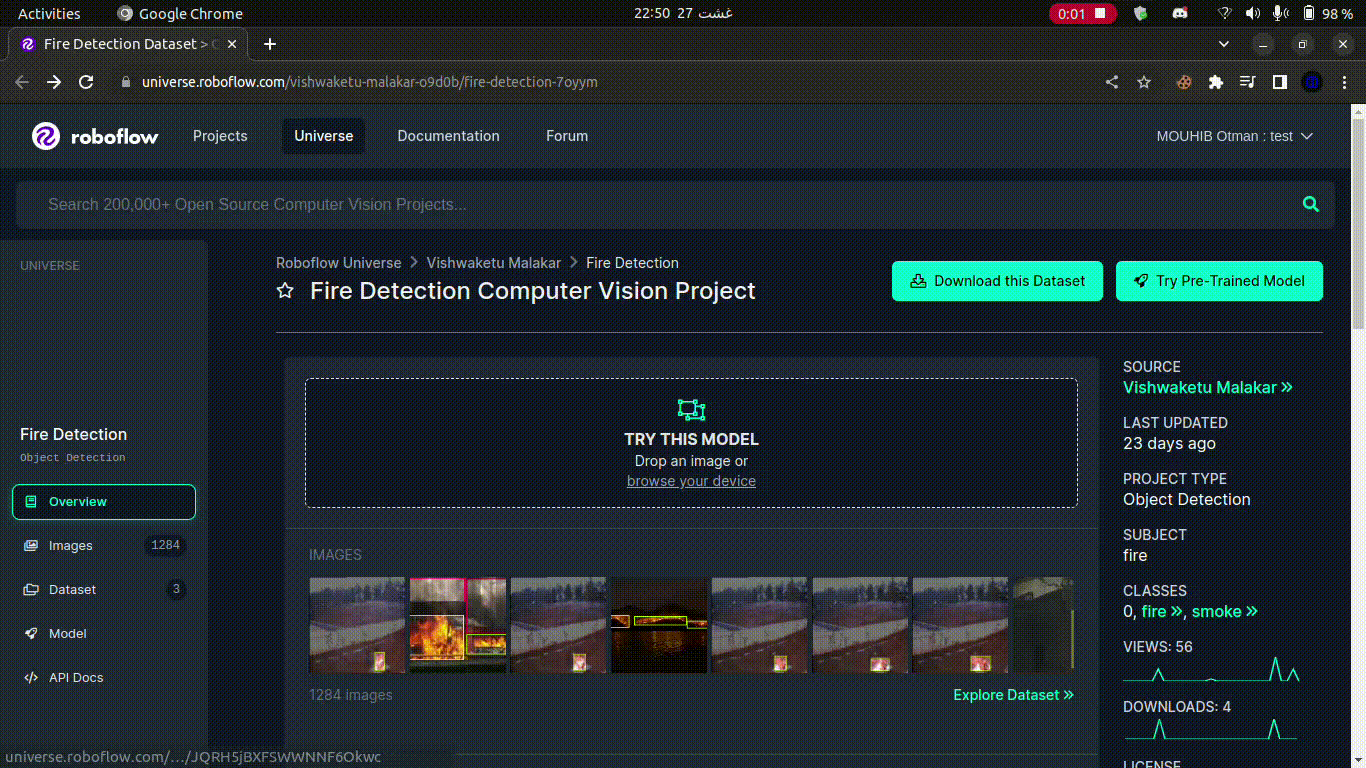 Activities
Google Chrome
22:50 27 غشت
0:01
98 %
Fire Detection Dataset > C
universe.roboflow.com/vishwaketu-malakar-o9d0b/fire-detection-7oyym
roboflow
Projects
Universe
Documentation
Forum
MOUHIB Otman : test
Search 200,000+ Open Source Computer Vision Projects...
UNIVERSE
Fire Detection
Object Detection
Overview
Images 1284
Dataset 3
Model
API Docs
Roboflow Universe > Vishwaketu Malakar > Fire Detection
Fire Detection Computer Vision Project
Download this Dataset
Try Pre-Trained Model
TRY THIS MODEL
Drop an image or
browse your device
IMAGES
1284 images
Explore Dataset »
SOURCE
Vishwaketu Malakar »
LAST UPDATED
23 days ago
PROJECT TYPE
Object Detection
SUBJECT
fire
CLASSES
0, fire », smoke »
VIEWS: 56
DOWNLOADS: 4
LICENSE
universe.roboflow.com/…/JQRH5jBXFSWWNNF6Okwc